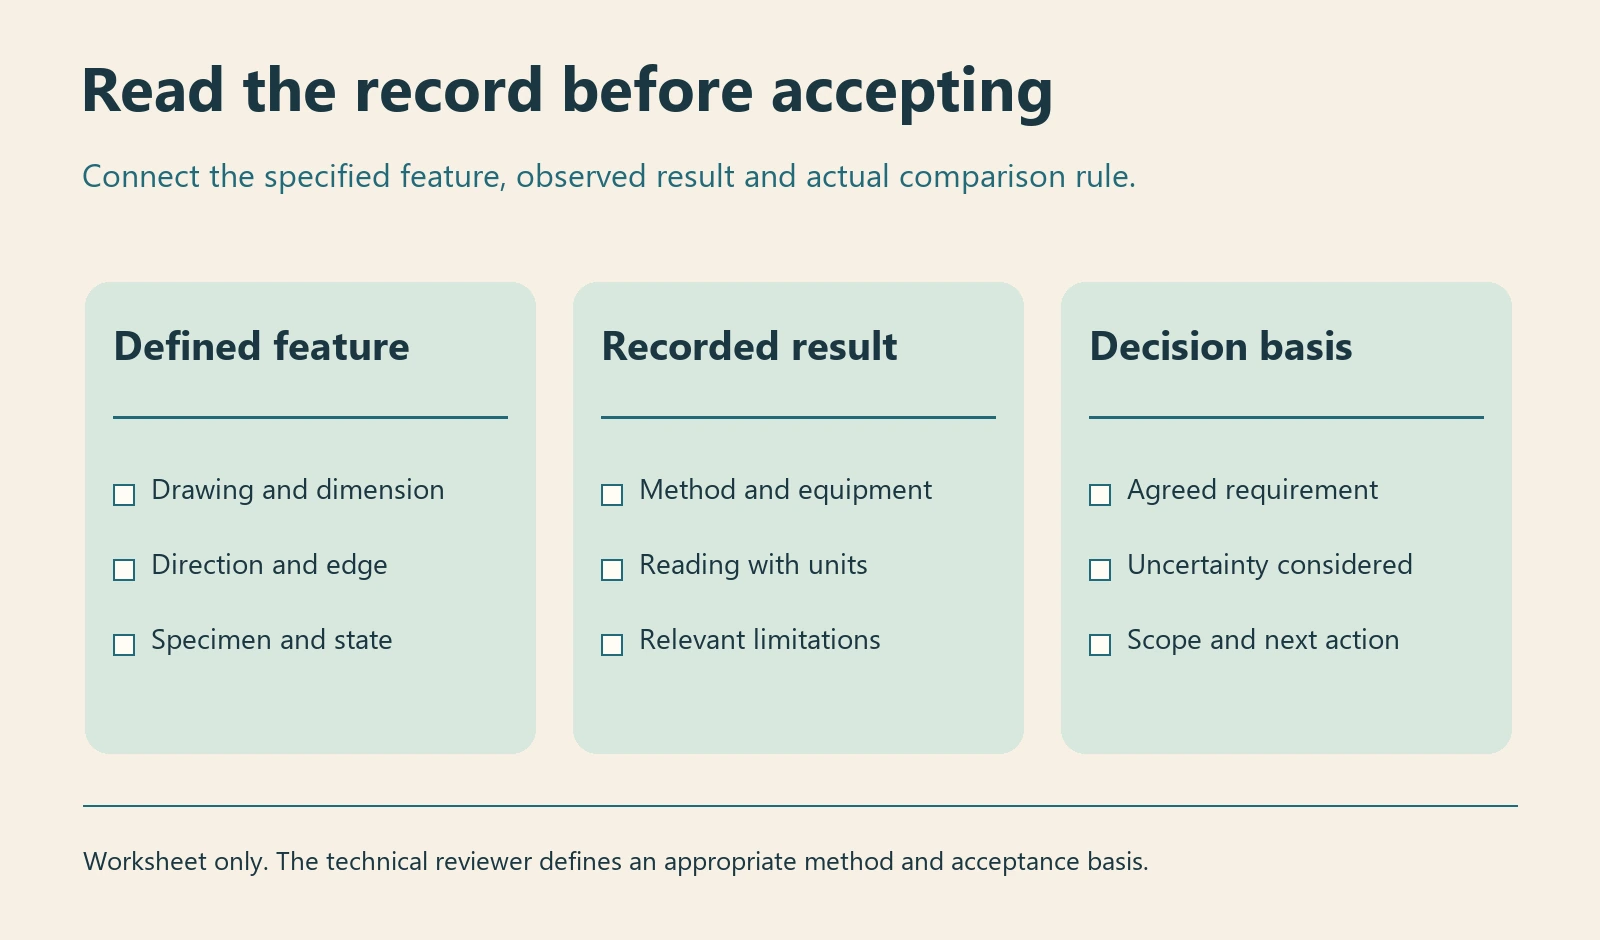 Read the record before accepting
Connect the specified feature, observed result and actual comparison rule.
Defined feature
Drawing and dimension
Direction and edge
Specimen and state
Recorded result
Method and equipment
Reading with units
Relevant limitations
Decision basis
Agreed requirement
Uncertainty considered
Scope and next action
Worksheet only. The technical reviewer defines an appropriate method and acceptance basis.